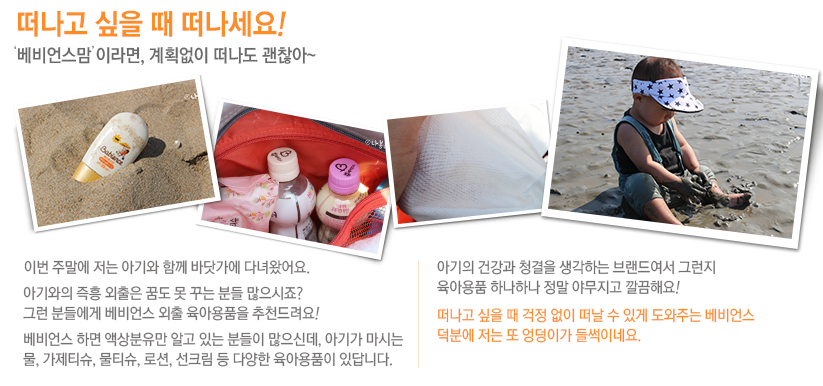 떠나고 싶을 때 떠나세요!
'베비언스맘'이라면, 계획없이 떠나도 괜찮아~
이번 주말에 저는 아기와 함께 바닷가에 다녀왔어요.
아기와의 즉흥 외출은 꿈도 못 꾸는 분들 많으시죠?
그런 분들에게 베비언스 외출 육아용품을 추천드려요!
베비언스 하면 액상분유만 알고 있는 분들이 많으신데, 아기가 마시는
물, 가제티슈, 물티슈, 로션, 선크림 등 다양한 육아용품이 있답니다.
아기의 건강과 청결을 생각하는 브랜드여서 그런지
육아용품 하나하나 정말 야무지고 깔끔해요!
떠나고 싶을 때 걱정 없이 떠날 수 있게 도와주는 베비언스
덕분에 저는 또 엉덩이가 들썩이네요.